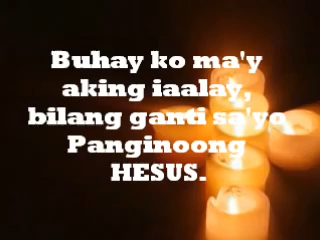 Buhay ko ma'y
aking iaalay,
bilang ganti sa'yo
Panginoong
HESUS.